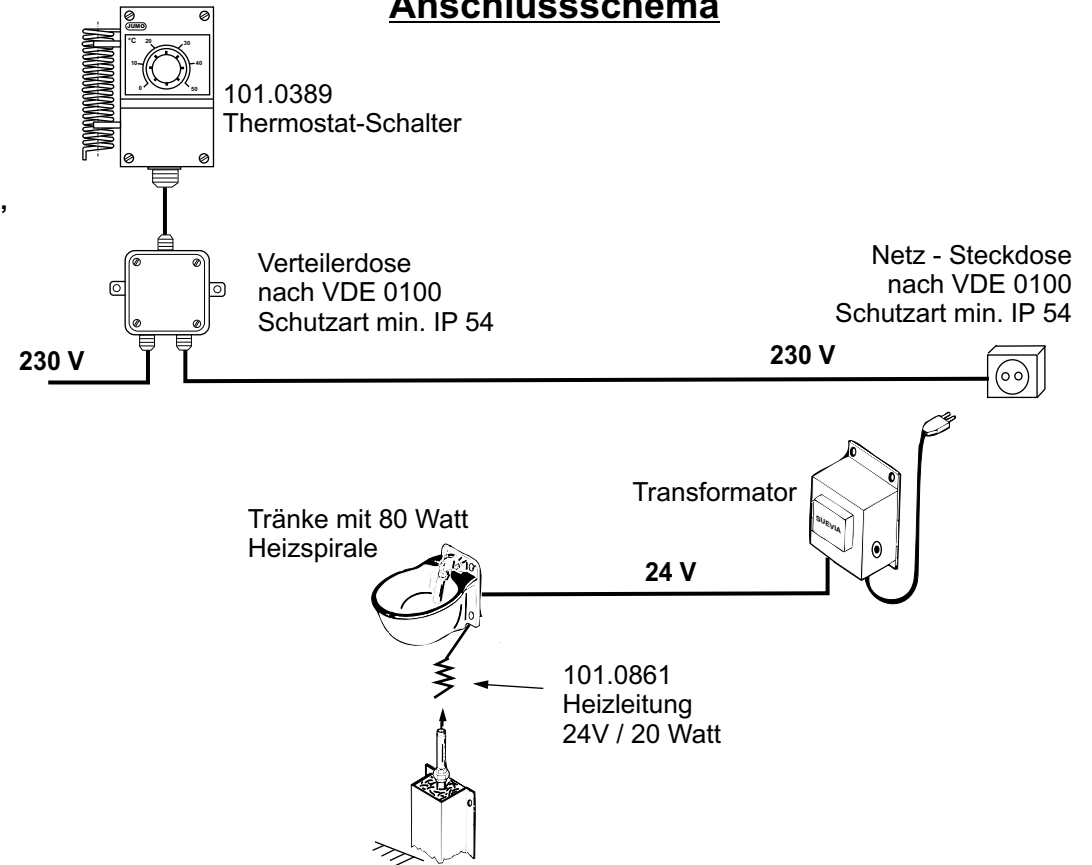 Anschlussschema
JUMO
°C
0
10
20
30
40
50
101.0389
Thermostat-Schalter
,
Verteilerdose
nach VDE 0100
Schutzart min. IP 54
Netz - Steckdose
nach VDE 0100
Schutzart min. IP 54
230 V
230 V
Transformator
SUEVIA
Tränke mit 80 Watt
Heizspirale
24 V
101.0861
Heizleitung
24V / 20 Watt